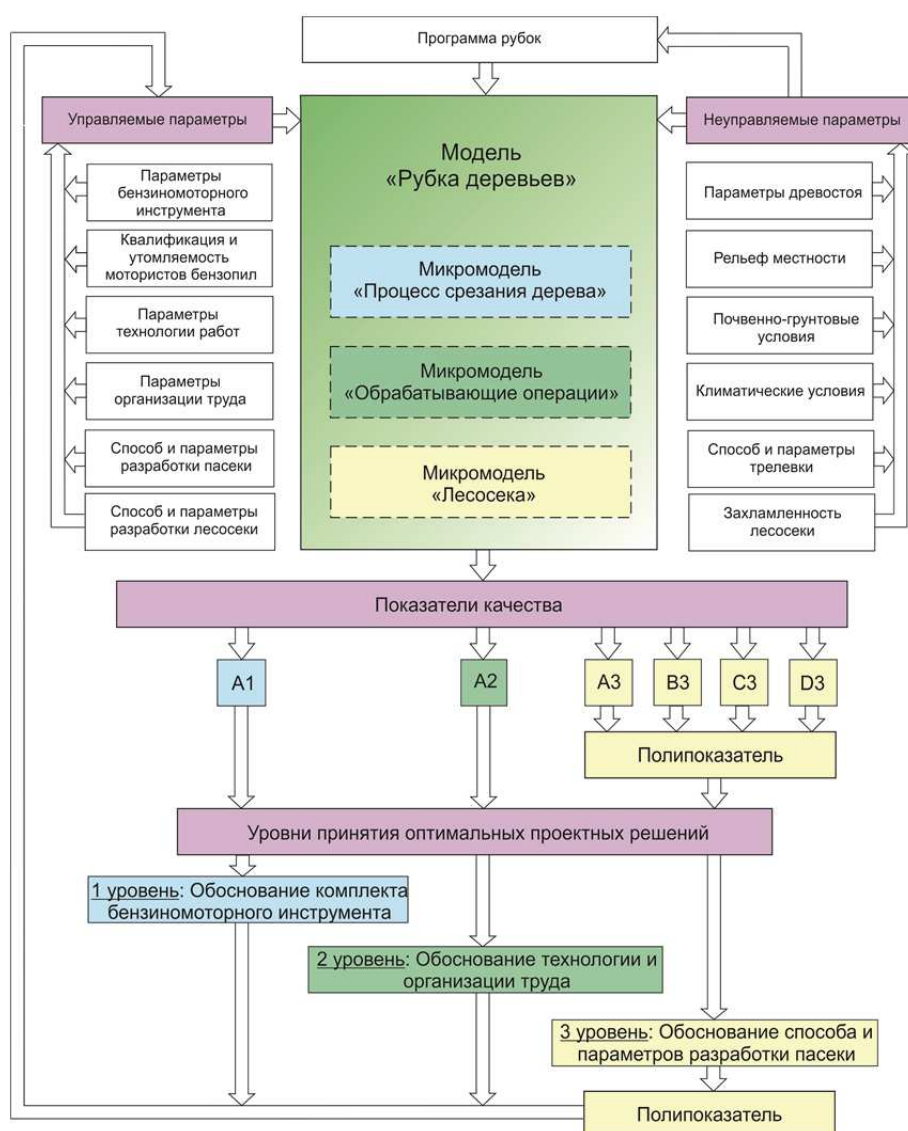 Программа рубок
Управляемые параметры
Неуправляемые параметры
Модель
«Рубка деревьев»
Параметры
бензиномоторного
инструмента
Квалификация и
утомляемость
мотористов бензопил
Параметры
технологии работ
Параметры
организации труда
Способ и параметры
разработки пасеки
Способ и параметры
разработки лесосеки
Микромодель
«Процесс срезания дерева»
Микромодель
«Обрабатывающие операции»
Микромодель
«Лесосека»
Параметры древостоя
Рельеф местности
Почвенно-грунтовые
условия
Климатические условия
Способ и параметры
трелевки
Захламленность
лесосеки
Показатели качества
A1
A2
A3
B3
C3
D3
Полипоказатель
Уровни принятия оптимальных проектных решений
1 уровень: Обоснование комплекта
бензиномоторного инструмента
2 уровень: Обоснование технологии и
организации труда
3 уровень: Обоснование способа и
параметров разработки пасеки
Полипоказатель